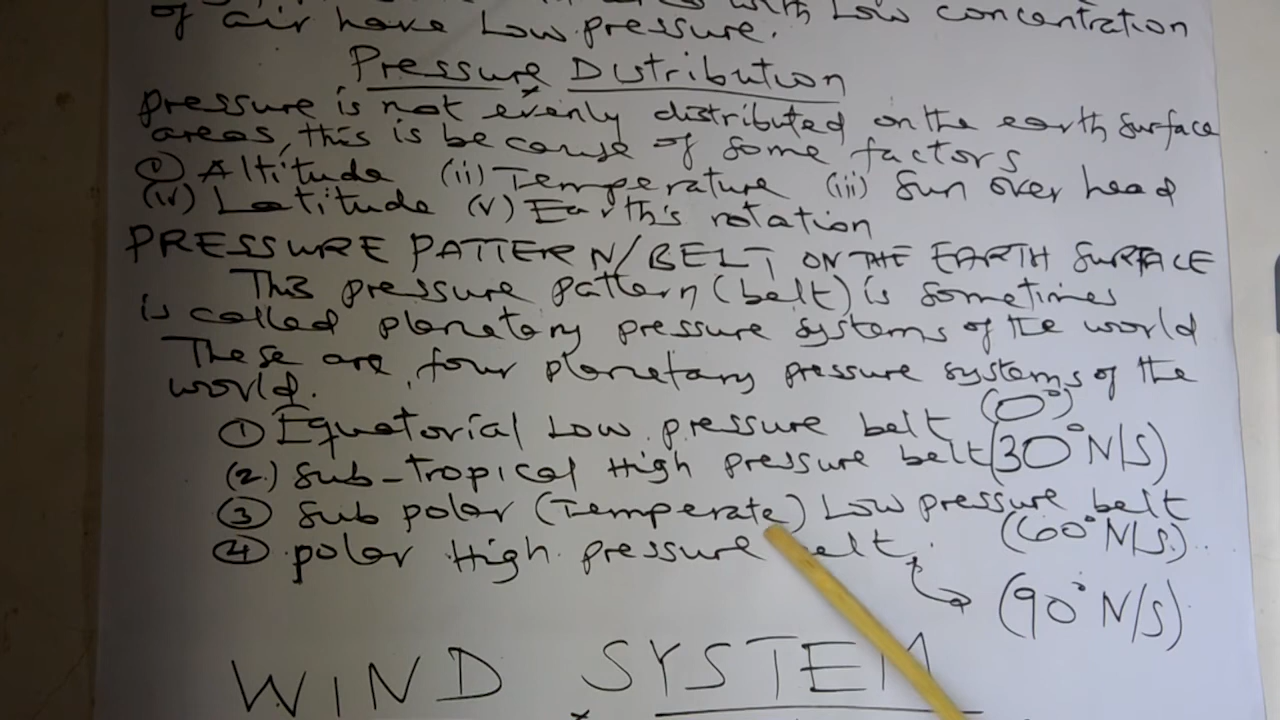 with Low concentration
of air have Low pressure.
Pressure Distribution
pressure is not evenly distributed on the earth surface
areas, this is because of some factors
(i) Altitude (ii) Temperature (iii) Sun over head
(iv) Latitude (v) Earth's rotation
PRESSURE PATTERN/BELT ON THE EARTH SURFACE
This pressure pattern (belt) is sometimes
is called planetary pressure systems of the world
These are four planetary pressure systems of the
world.
① Equatorial Low pressure belt (0°)
(2.) Sub-tropical High pressure belt (30° N/S)
③ Sub polar (Temperate) Low pressure belt
(60° N/S)
④ polar High pressure belt.
(90° N/S)
WIND SYSTEM